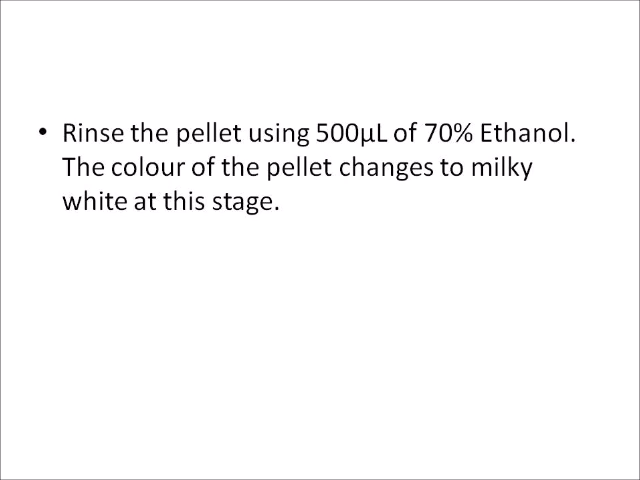 • Rinse the pellet using 500µL of 70% Ethanol.
The colour of the pellet changes to milky
white at this stage.